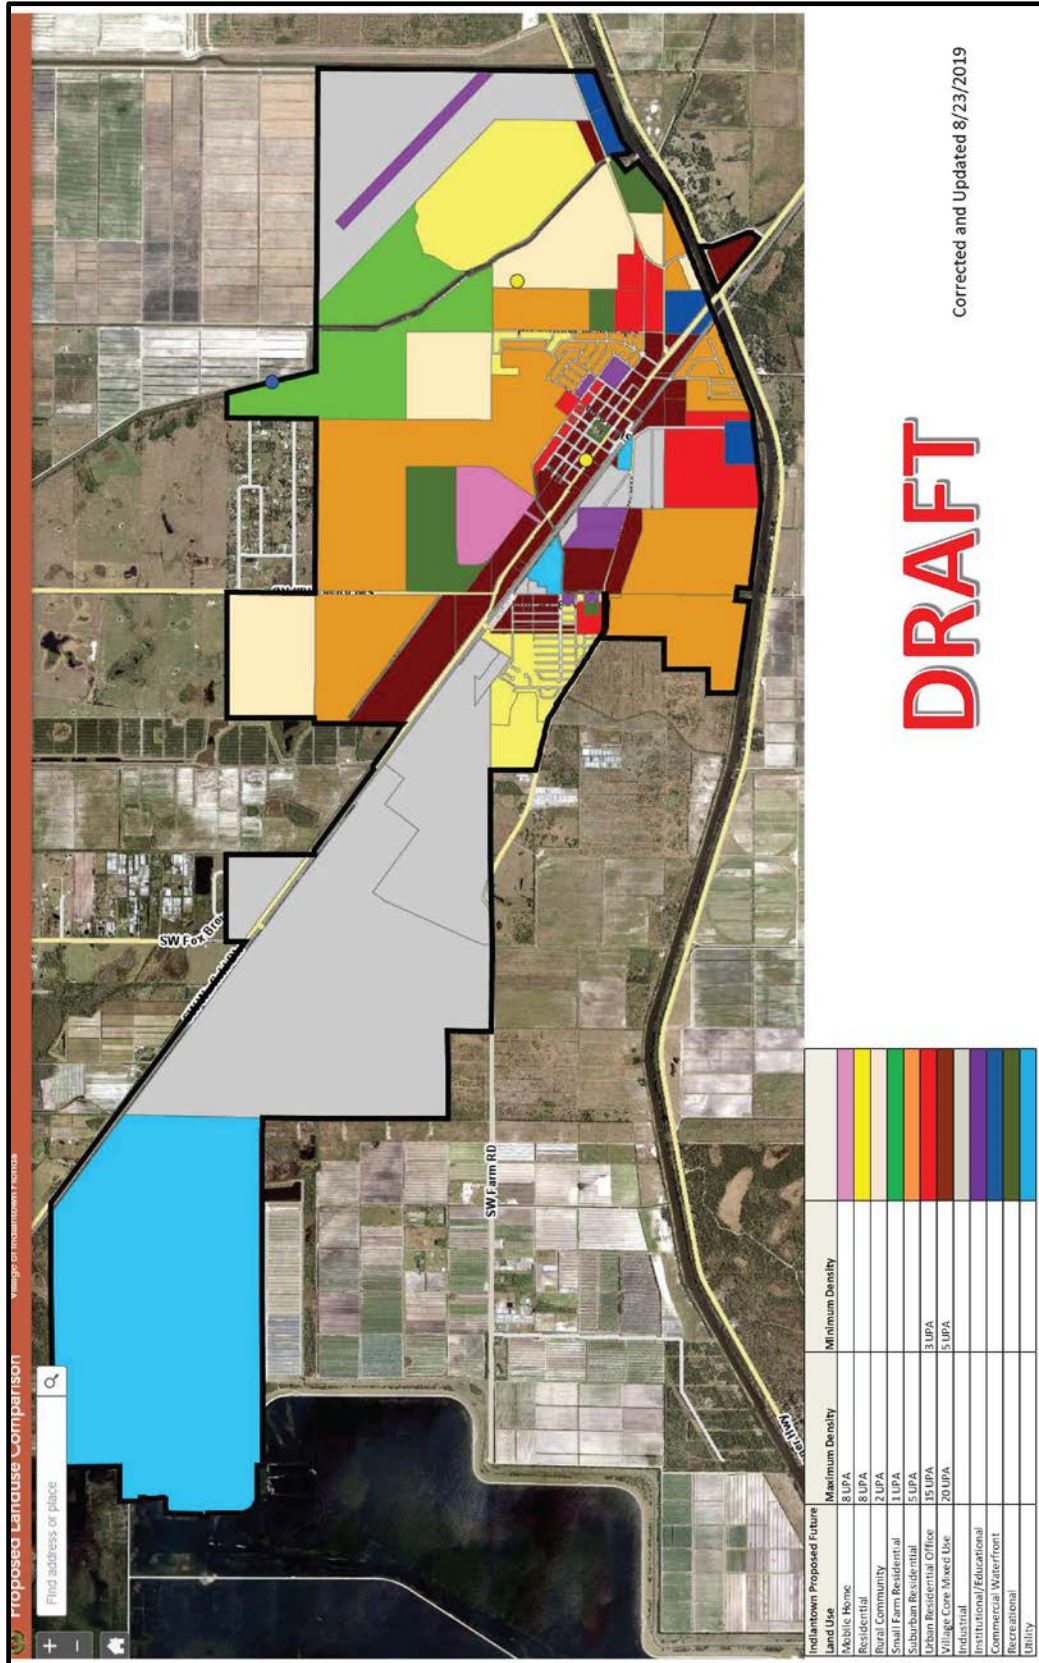 Proposed Landuse Comparison
Village of Indiantown Florida
+
−
Find address or place
SW Fox Bro
SW Farm RD
Corrected and Updated 8/23/2019
DRAFT
Indiantown Proposed Future
Land Use Maximum Density Minimum Density
Mobile Home 8 UPA
Residential 8 UPA
Rural Community 2 UPA
Small Farm Residential 1 UPA
Suburban Residential 5 UPA
Urban Residential Office 15 UPA 3 UPA
Village Core Mixed Use 20 UPA 5 UPA
Industrial
Institutional/Educational
Commercial Waterfront
Recreational
Utility